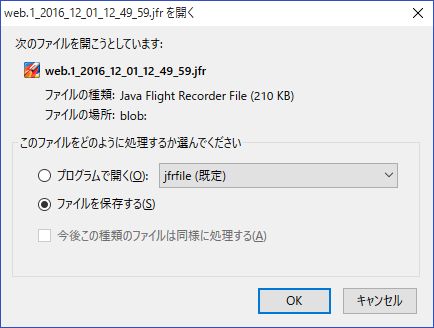 web.1_2016_12_01_12_49_59.jfr を開く
次のファイルを開こうとしています:
web.1_2016_12_01_12_49_59.jfr
ファイルの種類: Java Flight Recorder File (210 KB)
ファイルの場所: blob:
このファイルをどのように処理するか選んでください
プログラムで開く(O): jfrfile (既定)
ファイルを保存する(S)
今後この種類のファイルは同様に処理する(A)
OK キャンセル